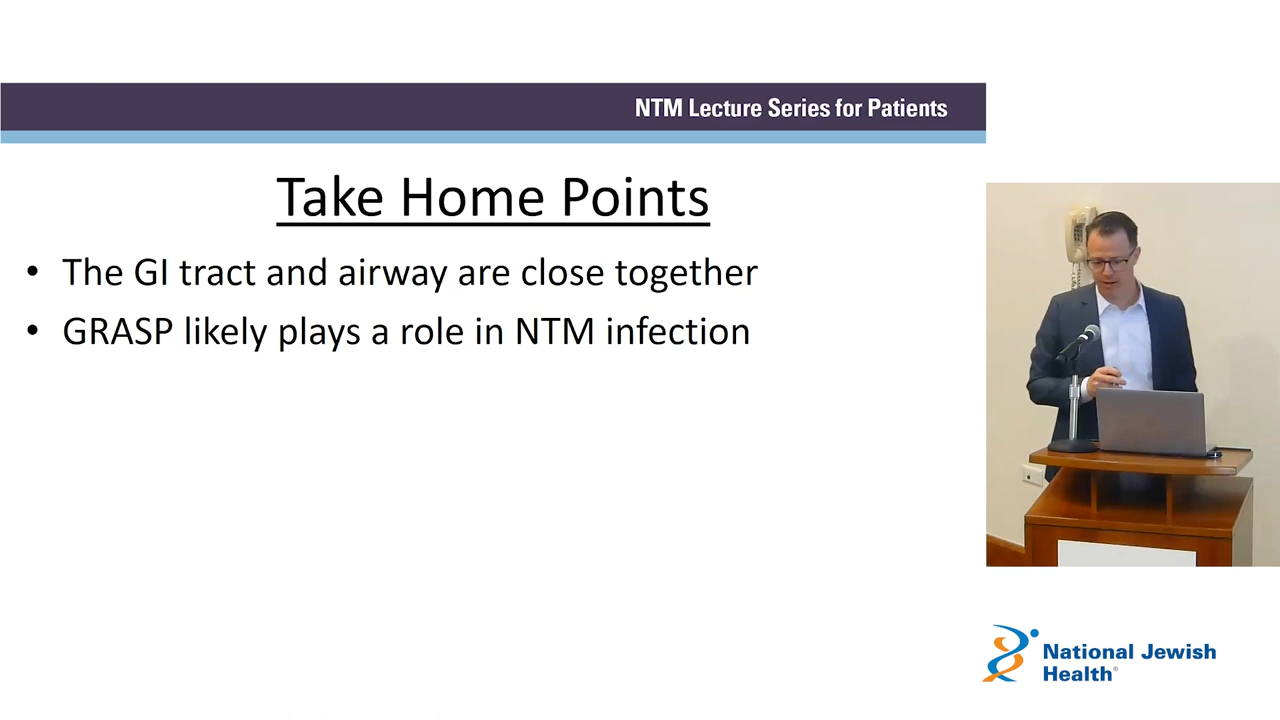 NTM Lecture Series for Patients
Take Home Points
• The GI tract and airway are close together
• GRASP likely plays a role in NTM infection
National Jewish
Health®